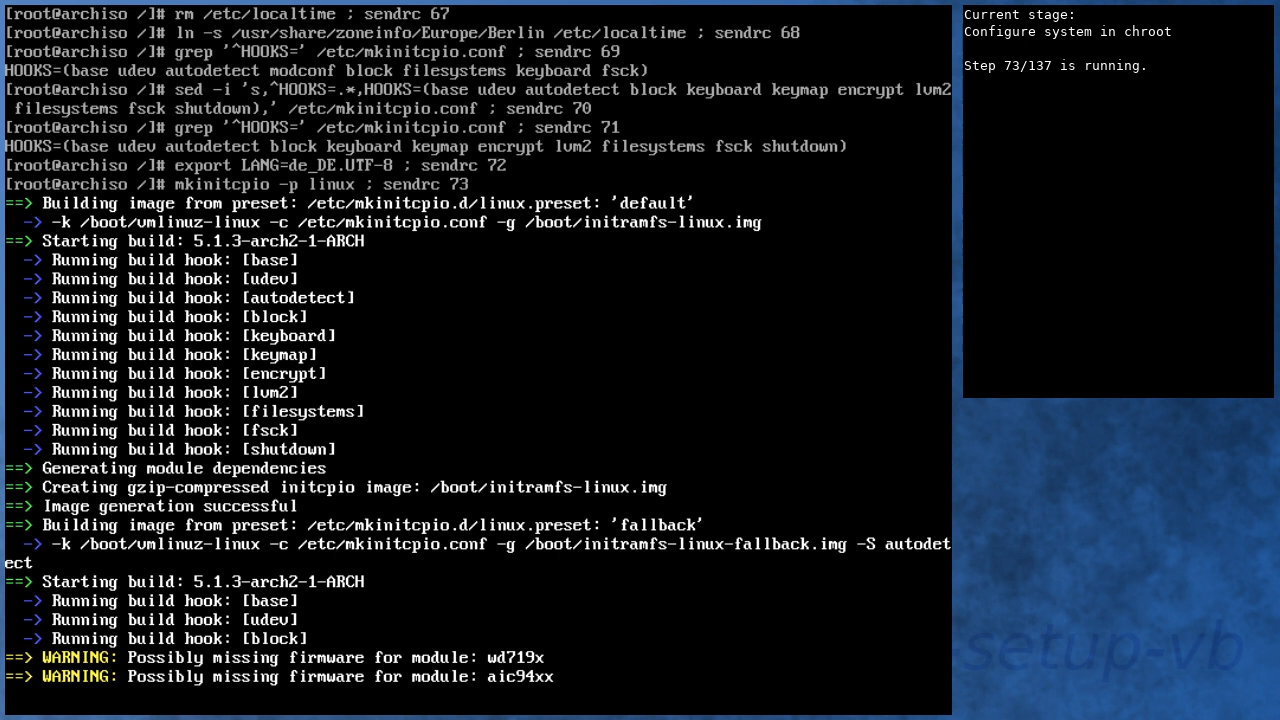 [root@archiso /]# rm /etc/localtime ; sendrc 67
[root@archiso /]# ln -s /usr/share/zoneinfo/Europe/Berlin /etc/localtime ; sendrc 68
[root@archiso /]# grep '^HOOKS=' /etc/mkinitcpio.conf ; sendrc 69
HOOKS=(base udev autodetect modconf block filesystems keyboard fsck)
[root@archiso /]# sed -i 's,^HOOKS=.*,HOOKS=(base udev autodetect block keyboard keymap encrypt lvm2
 filesystems fsck shutdown),' /etc/mkinitcpio.conf ; sendrc 70
[root@archiso /]# grep '^HOOKS=' /etc/mkinitcpio.conf ; sendrc 71
HOOKS=(base udev autodetect block keyboard keymap encrypt lvm2 filesystems fsck shutdown)
[root@archiso /]# export LANG=de_DE.UTF-8 ; sendrc 72
[root@archiso /]# mkinitcpio -p linux ; sendrc 73
==> Building image from preset: /etc/mkinitcpio.d/linux.preset: 'default'
  -> -k /boot/vmlinuz-linux -c /etc/mkinitcpio.conf -g /boot/initramfs-linux.img
==> Starting build: 5.1.3-arch2-1-ARCH
  -> Running build hook: [base]
  -> Running build hook: [udev]
  -> Running build hook: [autodetect]
  -> Running build hook: [block]
  -> Running build hook: [keyboard]
  -> Running build hook: [keymap]
  -> Running build hook: [encrypt]
  -> Running build hook: [lvm2]
  -> Running build hook: [filesystems]
  -> Running build hook: [fsck]
  -> Running build hook: [shutdown]
==> Generating module dependencies
==> Creating gzip-compressed initcpio image: /boot/initramfs-linux.img
==> Image generation successful
==> Building image from preset: /etc/mkinitcpio.d/linux.preset: 'fallback'
  -> -k /boot/vmlinuz-linux -c /etc/mkinitcpio.conf -g /boot/initramfs-linux-fallback.img -S autodet
ect
==> Starting build: 5.1.3-arch2-1-ARCH
  -> Running build hook: [base]
  -> Running build hook: [udev]
  -> Running build hook: [block]
==> WARNING: Possibly missing firmware for module: wd719x
==> WARNING: Possibly missing firmware for module: aic94xx
Current stage:
Configure system in chroot
Step 73/137 is running.
-setup-vb